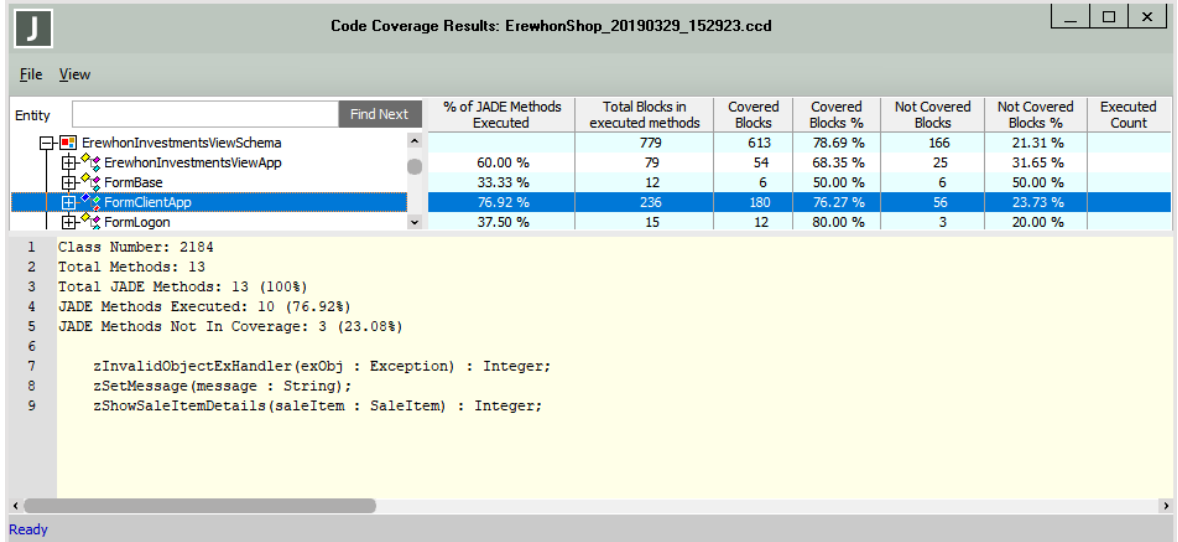 J
Code Coverage Results: ErewhonShop_20190329_152923.ccd
File View
Entity Find Next % of JADE Methods Executed Total Blocks in executed methods Covered Blocks Covered Blocks % Not Covered Blocks Not Covered Blocks % Executed Count
ErewhonInvestmentsViewSchema 779 613 78.69 % 166 21.31 %
ErewhonInvestmentsViewApp 60.00 % 79 54 68.35 % 25 31.65 %
FormBase 33.33 % 12 6 50.00 % 6 50.00 %
FormClientApp 76.92 % 236 180 76.27 % 56 23.73 %
FormLogon 37.50 % 15 12 80.00 % 3 20.00 %
1 Class Number: 2184
2 Total Methods: 13
3 Total JADE Methods: 13 (100%)
4 JADE Methods Executed: 10 (76.92%)
5 JADE Methods Not In Coverage: 3 (23.08%)
6
7 zInvalidObjectExHandler(exObj : Exception) : Integer;
8 zSetMessage(message : String);
9 zShowSaleItemDetails(saleItem : SaleItem) : Integer;
Ready